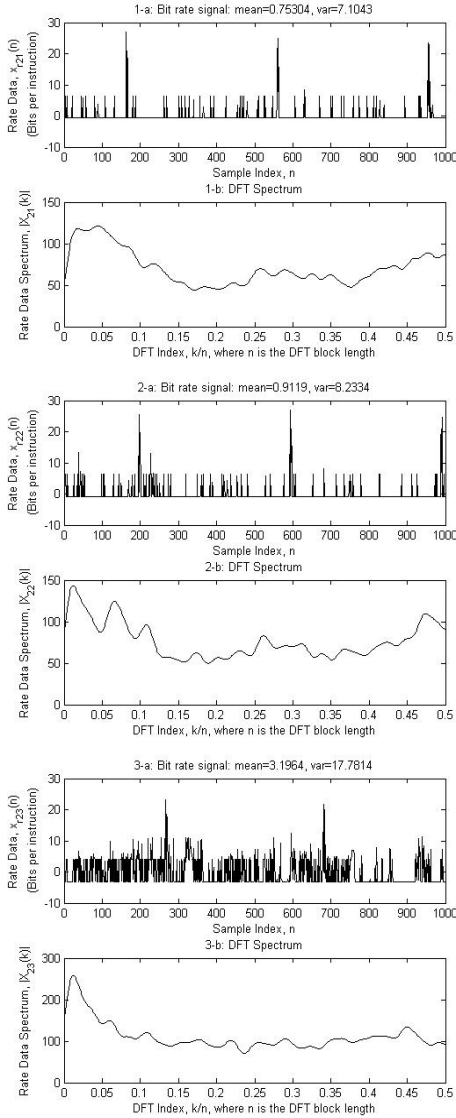 1-a: Bit rate signal: mean=0.75304, var=7.1043
Rate Data, x_r21(n)
(Bits per instruction)
30
20
10
0
-10
0 100 200 300 400 500 600 700 800 900 1000
Sample Index, n
1-b: DFT Spectrum
Rate Data Spectrum, |X_21(k)|
150
100
50
0
0 0.05 0.1 0.15 0.2 0.25 0.3 0.35 0.4 0.45 0.5
DFT Index, k/n, where n is the DFT block length
2-a: Bit rate signal: mean=0.9119, var=8.2334
Rate Data, x_r22(n)
(Bits per instruction)
30
20
10
0
-10
0 100 200 300 400 500 600 700 800 900 1000
Sample Index, n
2-b: DFT Spectrum
Rate Data Spectrum, |X_22(k)|
150
100
50
0
0 0.05 0.1 0.15 0.2 0.25 0.3 0.35 0.4 0.45 0.5
DFT Index, k/n, where n is the DFT block length
3-a: Bit rate signal: mean=3.1964, var=17.7814
Rate Data, x_r23(n)
(Bits per instruction)
30
20
10
0
-10
0 100 200 300 400 500 600 700 800 900 1000
Sample Index, n
3-b: DFT Spectrum
Rate Data Spectrum, |X_23(k)|
300
200
100
0
0 0.05 0.1 0.15 0.2 0.25 0.3 0.35 0.4 0.45 0.5
DFT Index, k/n, where n is the DFT block length